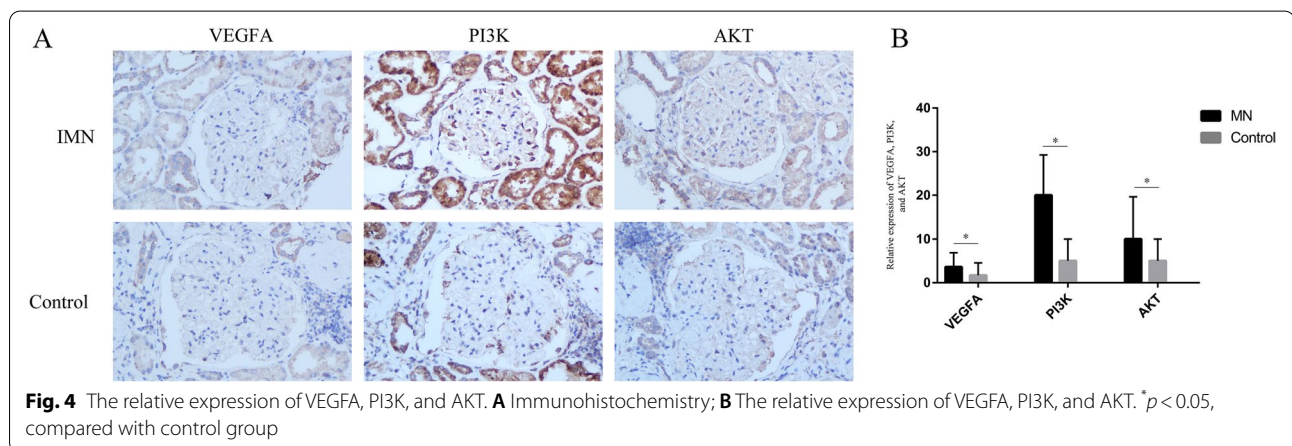 A
VEGFA
PI3K
AKT
IMN
Control
B
Relative expression of VEGFA, PI3K,
and AKT
40
30
20
10
0
*
*
*
VEGFA
PI3K
AKT
MN
Control
Fig. 4 The relative expression of VEGFA, PI3K, and AKT. A Immunohistochemistry; B The relative expression of VEGFA, PI3K, and AKT. *p < 0.05,
compared with control group